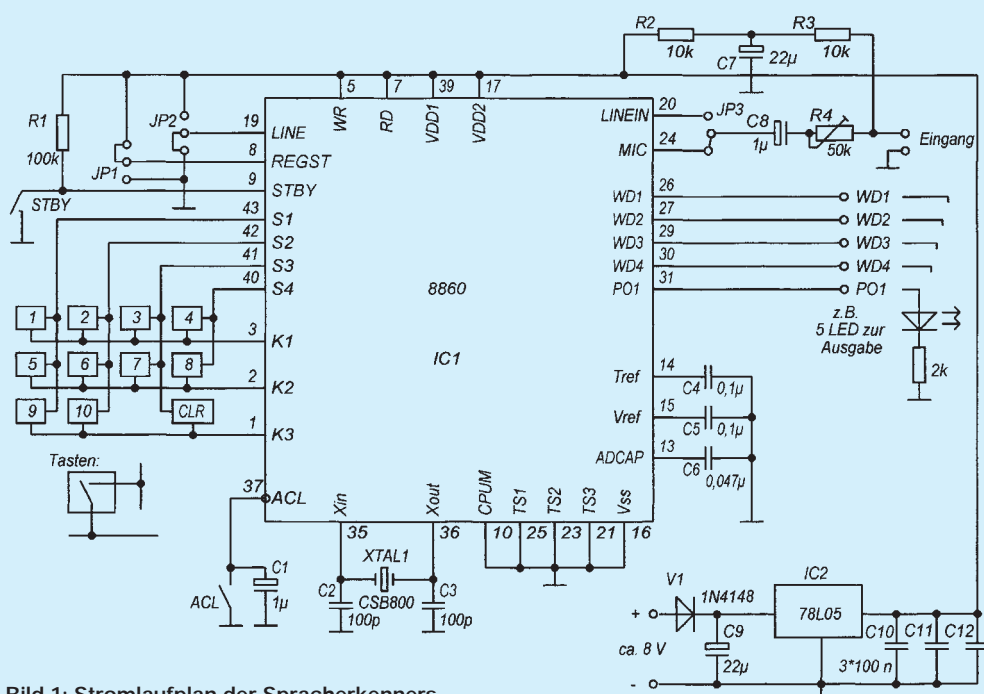 R2
R3
10k
C7
22µ
10k
5
7
39
17
R1
JP2
19
LINE
WR
RD
VDD1
VDD2
LINEIN
20
JP3
C8
R4
8
REGST
MIC
24
1µ
50k
Eingang
100k
JP1
9
STBY
STBY
WD1
26
WD1
43
S1
WD2
27
WD2
42
S2
WD3
29
WD3
41
S3
WD4
30
WD4
40
S4
8860
PO1
31
PO1
1
2
3
4
3
K1
z.B.
5 LED zur
Ausgabe
IC1
5
6
7
8
2
K2
Tref
14
C4
0,1µ
2k
9
10
CLR
1
K3
Vref
15
C5
0,1µ
Tasten:
ADCAP
13
C6
0,047µ
37
ACL
Xin
Xout
CPUM
TS1
TS2
TS3
Vss
35
36
10
25
23
21
16
XTAL1
C1
1µ
ACL
C2
100p
CSB800
C3
100p
V1
1N4148
IC2
78L05
+
ca. 8 V
-
C9
22µ
C10
C11
C12
3*100 n
Bild 1: Stromlaufplan der Spracherkenners